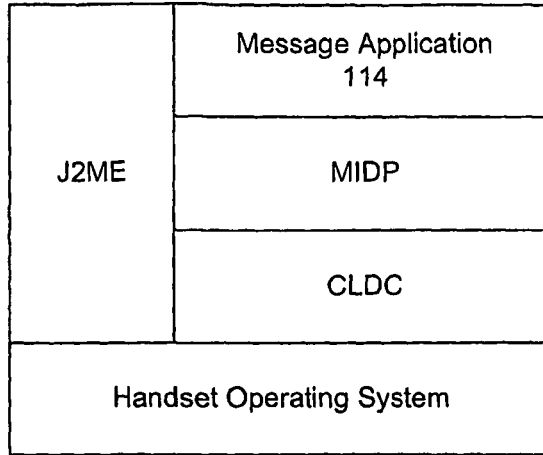 Message Application
114
J2ME
MIDP
CLDC
Handset Operating System